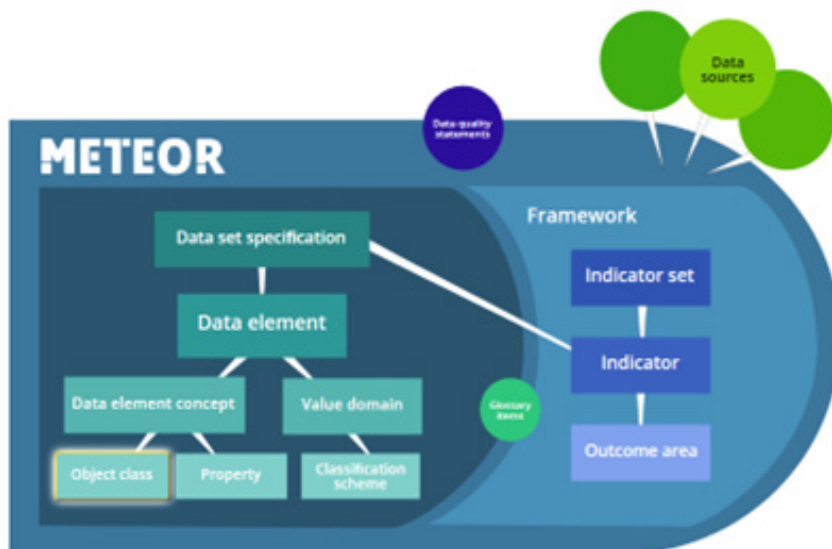 Data
sources
Data quality
statements
METEOR
Framework
Data set specification
Indicator set
Data element
Indicator
Data element concept
Value domain
Glossary
items
Outcome area
Object class
Property
Classification
scheme